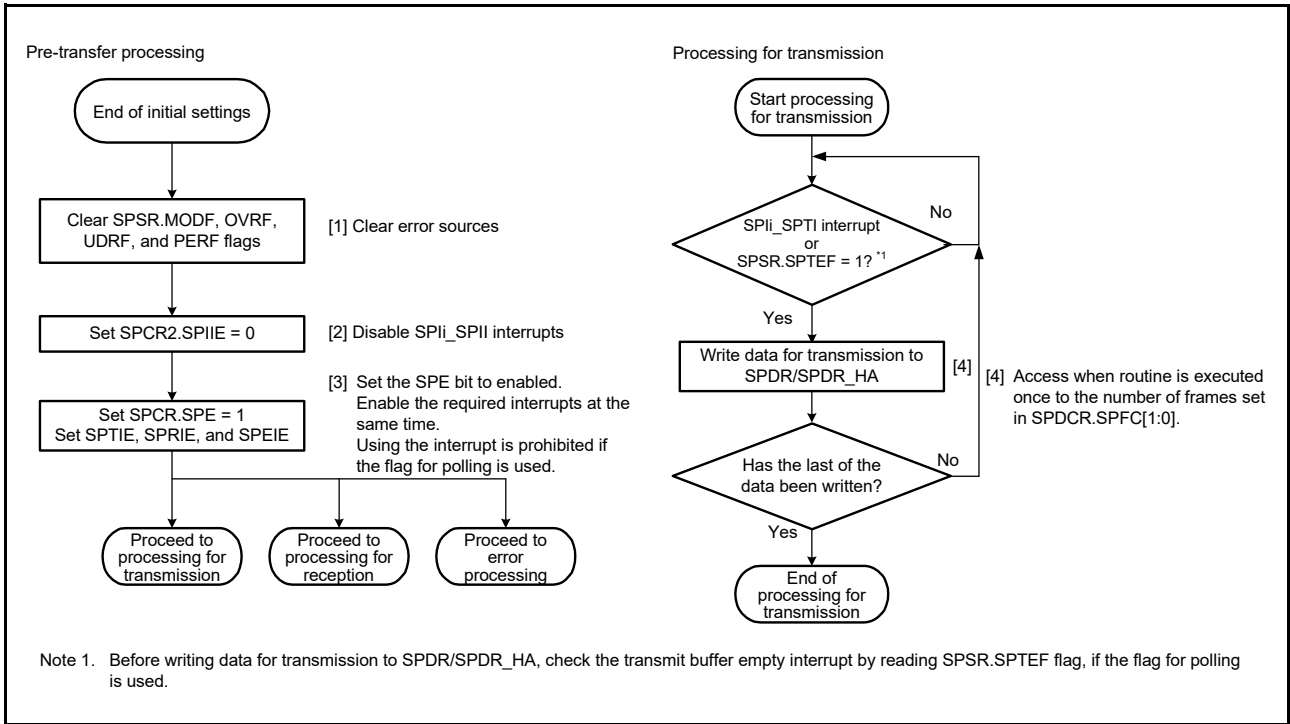 Pre-transfer processing
End of initial settings
Clear SPSR.MODF, OVRF,
UDRF, and PERF flags
[1] Clear error sources
Set SPCR2.SPIIE = 0
[2] Disable SPIi_SPII interrupts
[3] Set the SPE bit to enabled.
Enable the required interrupts at the
same time.
Using the interrupt is prohibited if
the flag for polling is used.
Set SPCR.SPE = 1
Set SPTIE, SPRIE, and SPEIE
Proceed to
processing for
transmission
Proceed to
processing for
reception
Proceed to
error
processing
Processing for transmission
Start processing
for transmission
SPIi_SPTI interrupt
or
SPSR.SPTEF = 1? *1
No
Yes
Write data for transmission to
SPDR/SPDR_HA
[4]
[4] Access when routine is executed
once to the number of frames set
in SPDCR.SPFC[1:0].
Has the last of the
data been written?
No
Yes
End of
processing for
transmission
Note 1. Before writing data for transmission to SPDR/SPDR_HA, check the transmit buffer empty interrupt by reading SPSR.SPTEF flag, if the flag for polling
is used.